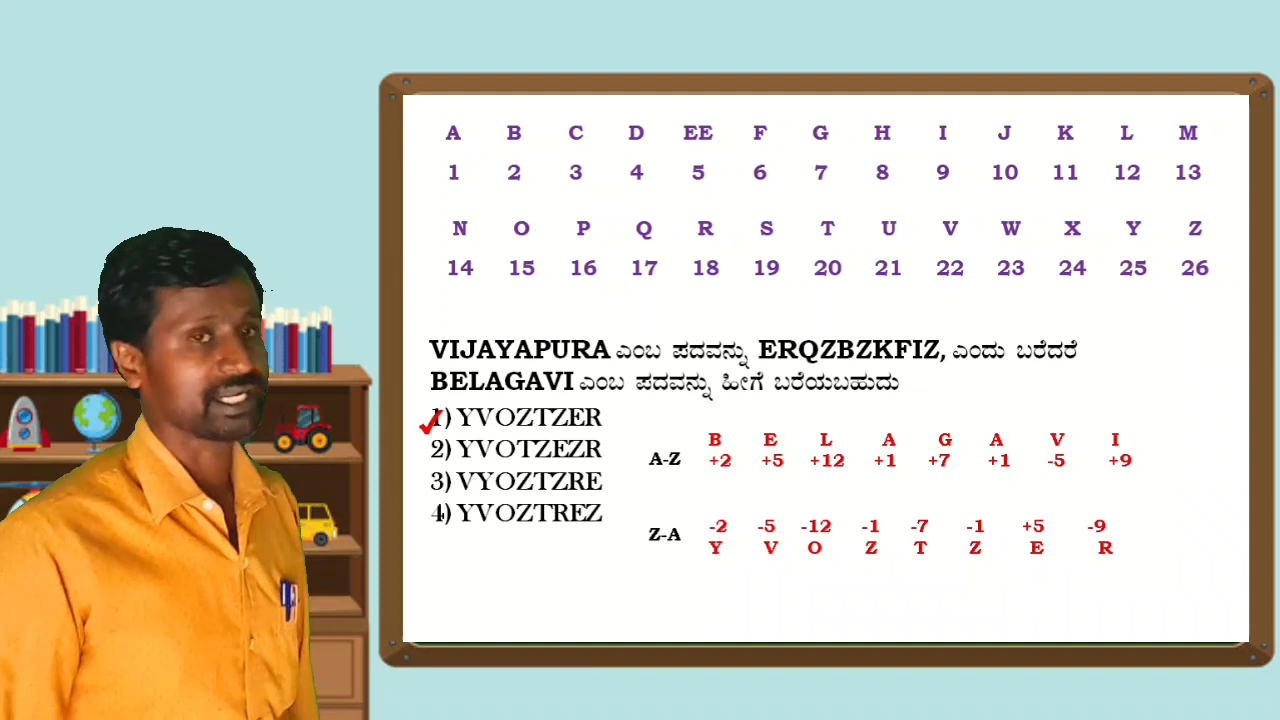 A B C D EE F G H I J K L M
1 2 3 4 5 6 7 8 9 10 11 12 13
N O P Q R S T U V W X Y Z
14 15 16 17 18 19 20 21 22 23 24 25 26
VIJAYAPURA ಎಂಬ ಪದವನ್ನು ERQZBZKFIZ, ಎಂದು ಬರೆದರೆ
BELAGAVI ಎಂಬ ಪದವನ್ನು ಹೀಗೆ ಬರೆಯಬಹುದು
1) YVOZTZER
2) YVOTZEZR
3) VYOZTZRE
4) YVOZTREZ
B E L A G A V I
A-Z +2 +5 +12 +1 +7 +1 -5 +9
Z-A -2 -5 -12 -1 -7 -1 +5 -9
Y V O Z T Z E R